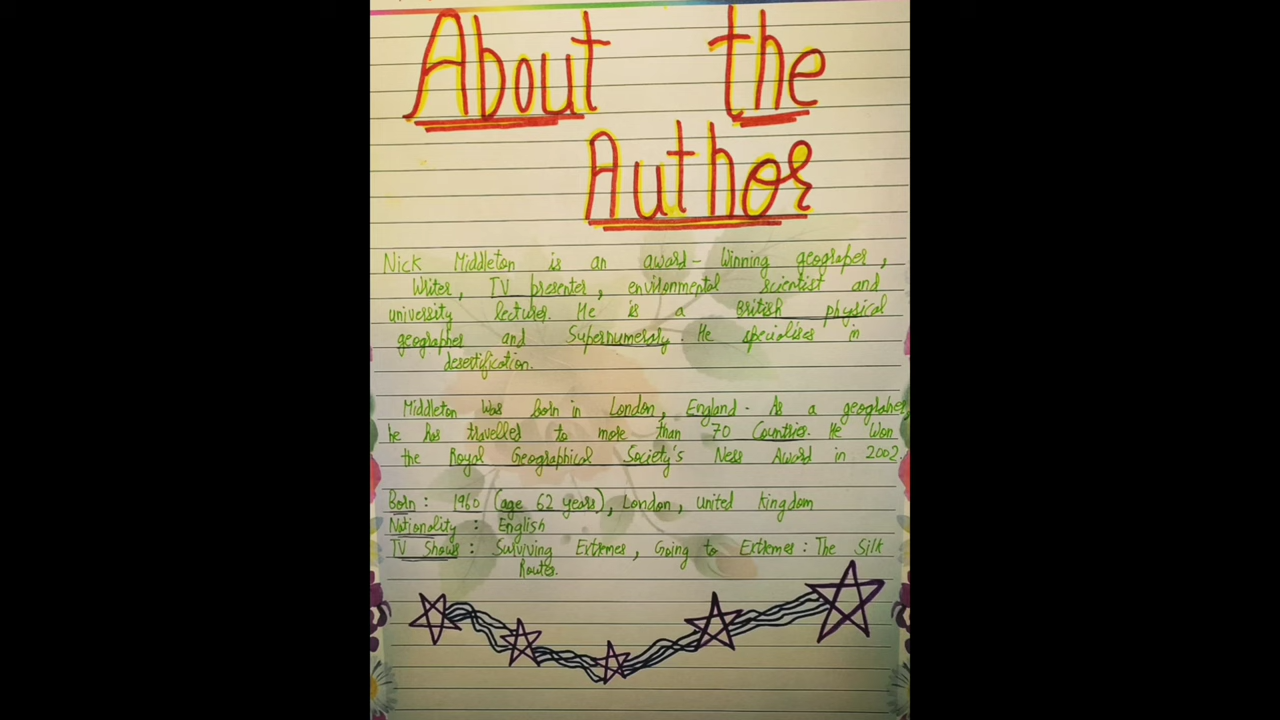 About the
Author
Nick Middleton is an award-winning geograper,
Writer, TV presenter, environmental scientist and
university lecturer. He is a British physical
geographer and Supernumerary. He specialises in
desertification.
Middleton was born in London, England. As a geographer,
he has travelled to more than 70 Countries. He Won
the Royal Geographical Society's Ness Award in 2002.
Born: 1960 (age 62 years), London, United Kingdom
Nationality: English
TV Shows: Surviving Extremes, Going to Extremes: The Silk
Routes.